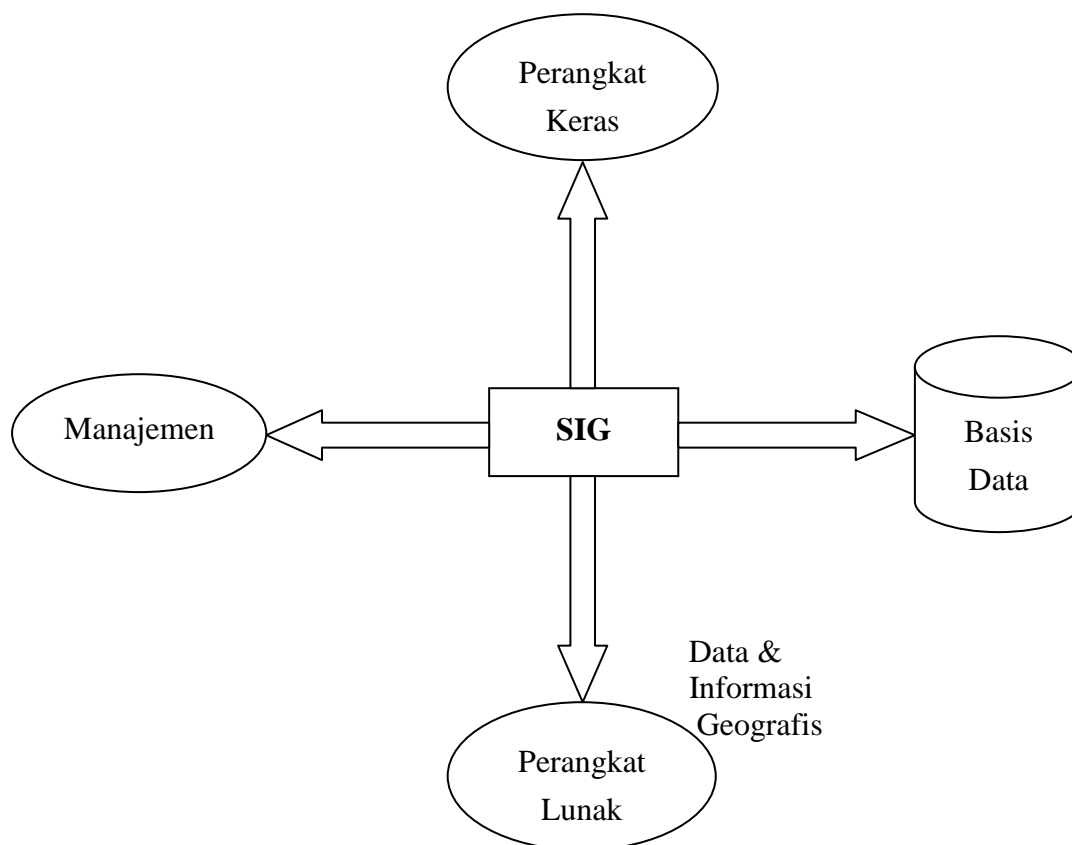 Perangkat
Keras
Manajemen
SIG
Basis
Data
Data &
Informasi
Geografis
Perangkat
Lunak